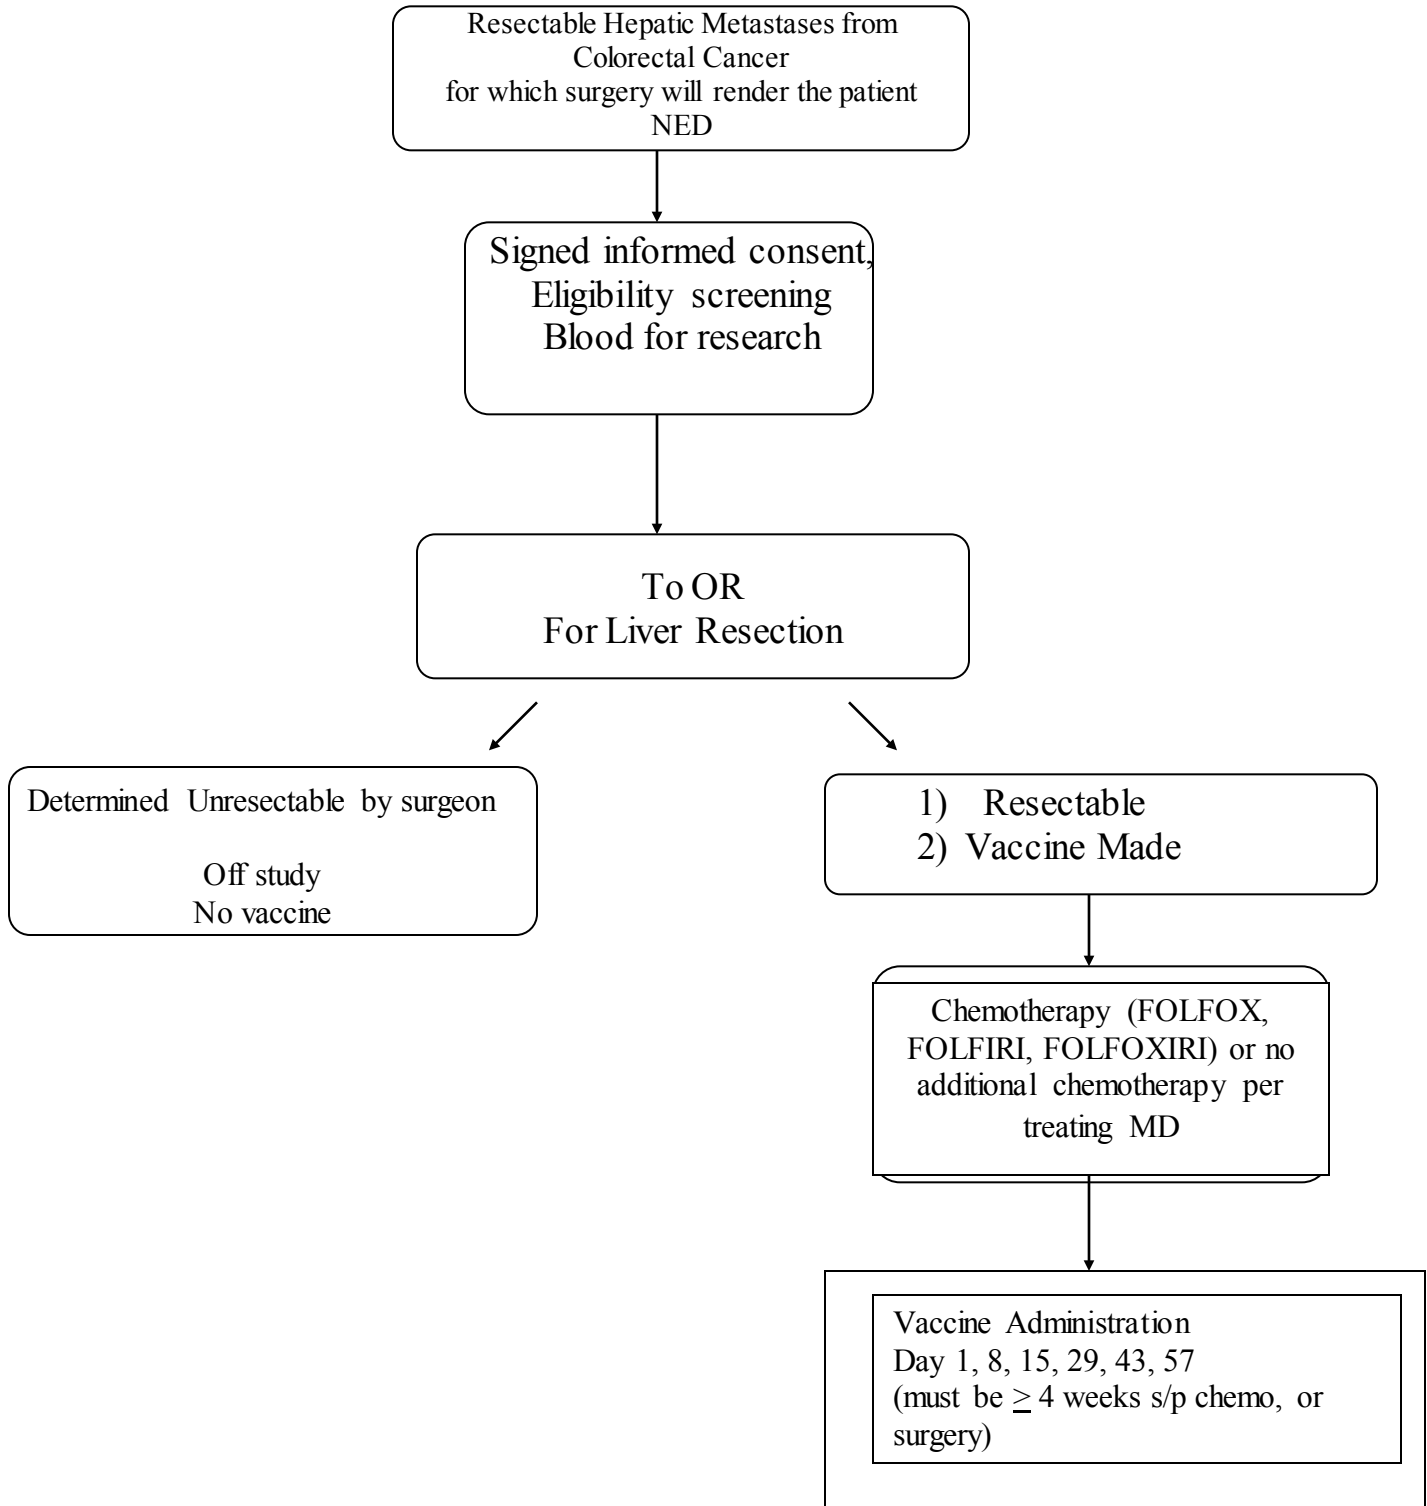 Resectable Hepatic Metastases from
Colorectal Cancer
for which surgery will render the patient
NED
Signed informed consent,
Eligibility screening
Blood for research
To OR
For Liver Resection
Determined Unresectable by surgeon
Off study
No vaccine
1) Resectable
2) Vaccine Made
Chemotherapy (FOLFOX,
FOLFIRI, FOLFOXIRI) or no
additional chemotherapy per
treating MD
Vaccine Administration
Day 1, 8, 15, 29, 43, 57
(must be ≥ 4 weeks s/p chemo, or
surgery)